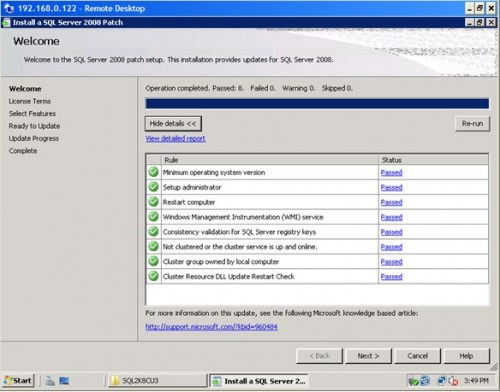 192.168.0.122 - Remote Desktop
Install a SQL Server 2008 Patch
Welcome
Welcome to the SQL Server 2008 patch setup. This installation provides updates for SQL Server 2008.
Welcome
License Terms
Select Features
Ready to Update
Update Progress
Complete
Operation completed. Passed: 8. Failed 0. Warning 0. Skipped 0.
Hide details <<
Re-run
View detailed report
Rule Status
Minimum operating system version Passed
Setup administrator Passed
Restart computer Passed
Windows Management Instrumentation (WMI) service Passed
Consistency validation for SQL Server registry keys Passed
Not clustered or the cluster service is up and online. Passed
Cluster group owned by local computer Passed
Cluster Resource DLL Update Restart Check Passed
For more information on this update, see the following Microsoft knowledge based article:
http://support.microsoft.com/?kbid=960484
< Back Next > Cancel Help
Start SQL2K8CU3 Install a SQL Server 2... 3:49 PM